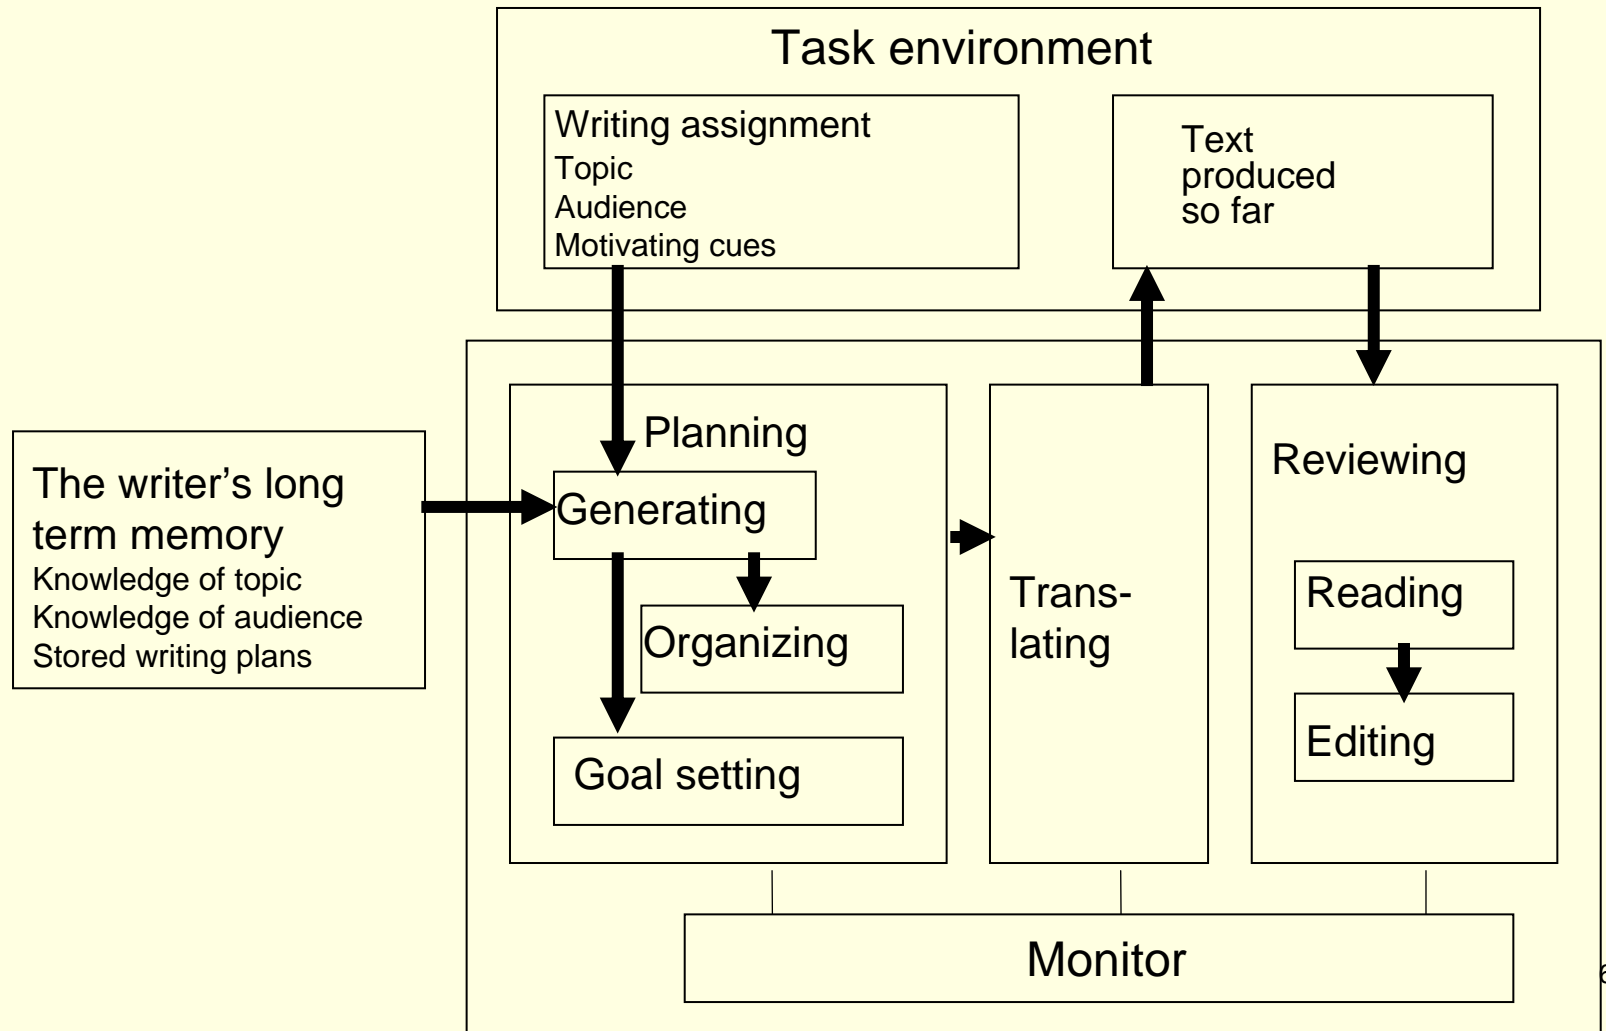 Task environment
Writing assignment
Topic
Audience
Motivating cues
Text
produced
so far
The writer’s long
term memory
Knowledge of topic
Knowledge of audience
Stored writing plans
Planning
Generating
Organizing
Goal setting
Trans-
lating
Reviewing
Reading
Editing
Monitor